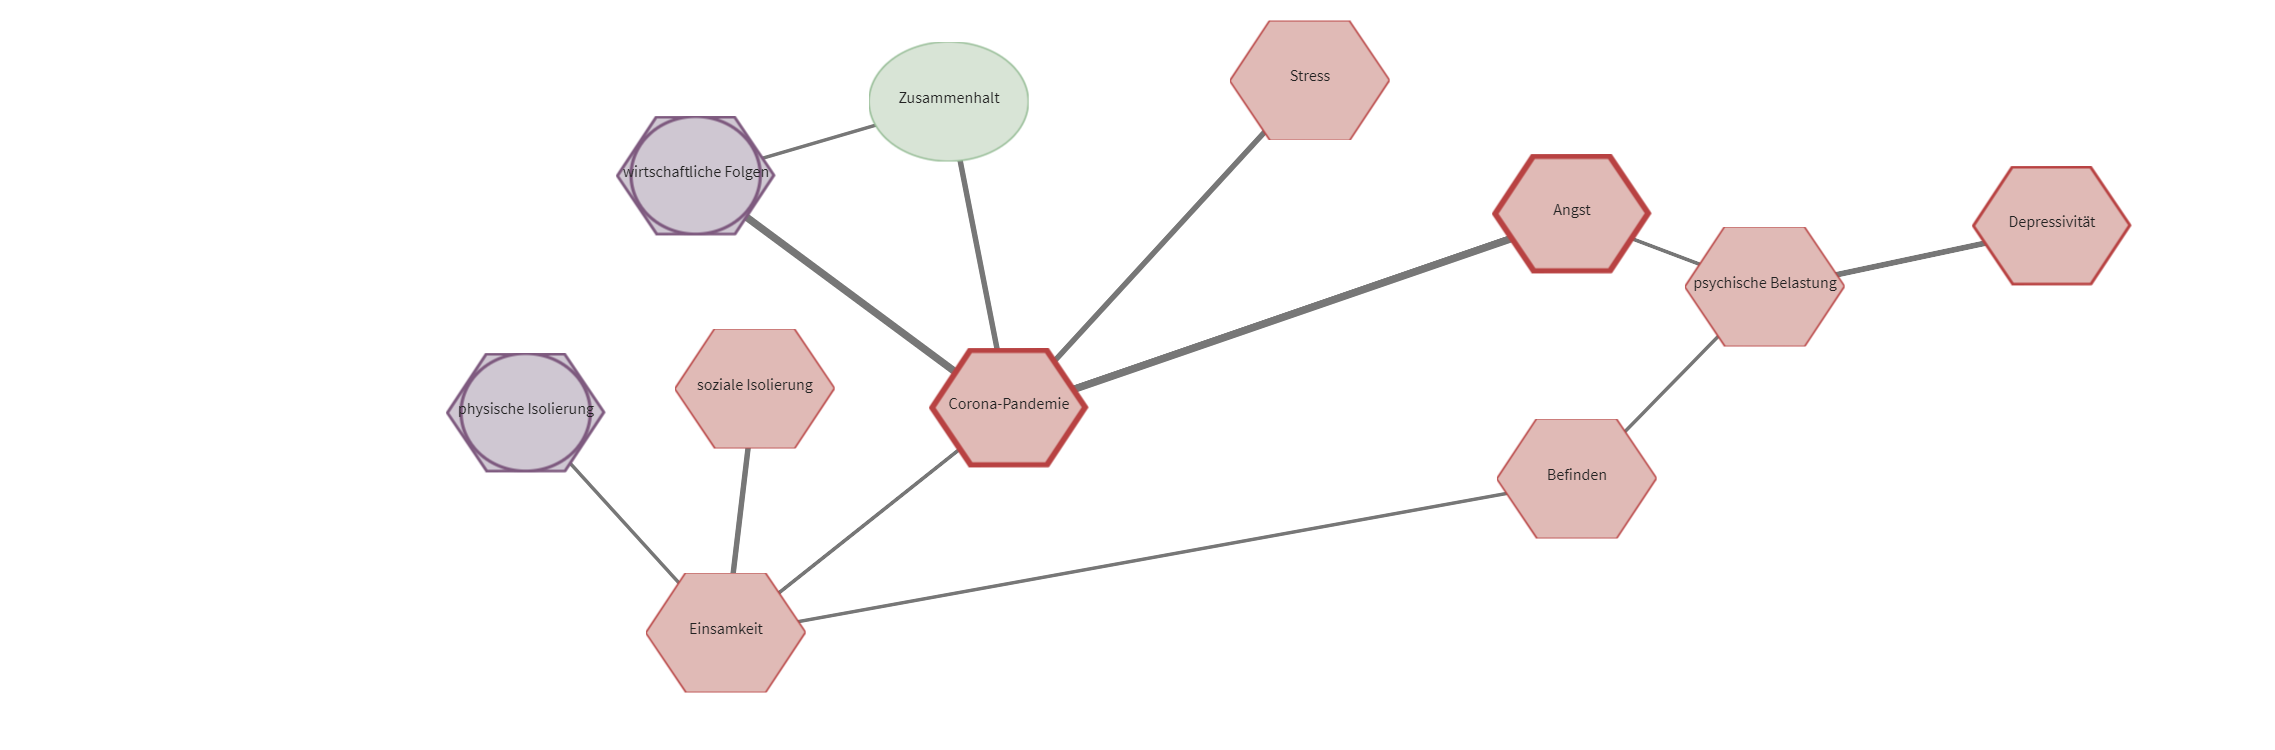 Stress
Zusammenhalt
wirtschaftliche Folgen
Angst
Depressivität
psychische Belastung
soziale Isolierung
Corona-Pandemie
physische Isolierung
Befinden
Einsamkeit